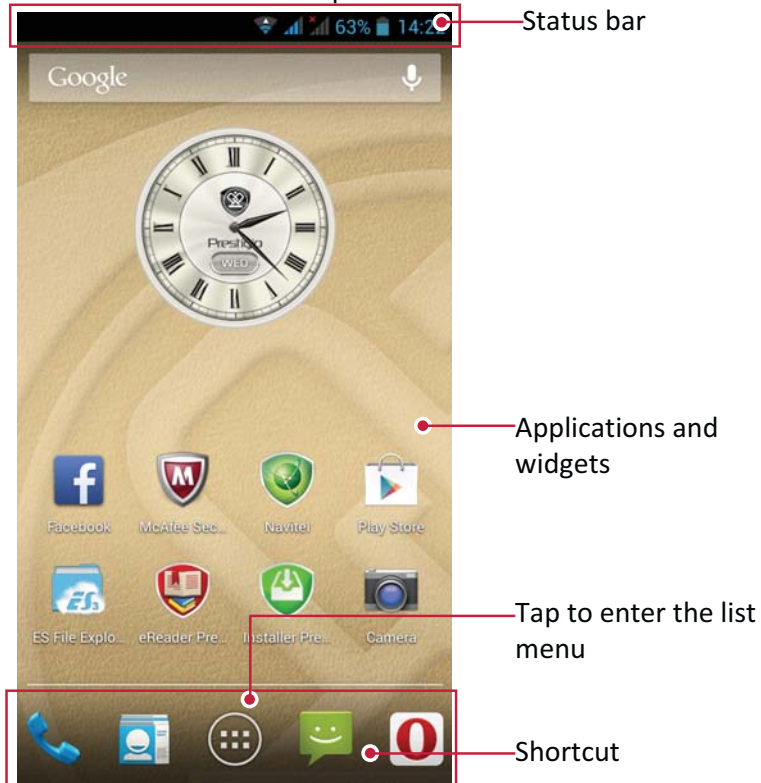 63% 14:22
Status bar
Google
Prestigio
WED
Applications and
widgets
Facebook McAfee Sec... Navitel Play Store
ES File Explo... eReader Pre... Installer Pre... Camera
Tap to enter the list
menu
Shortcut